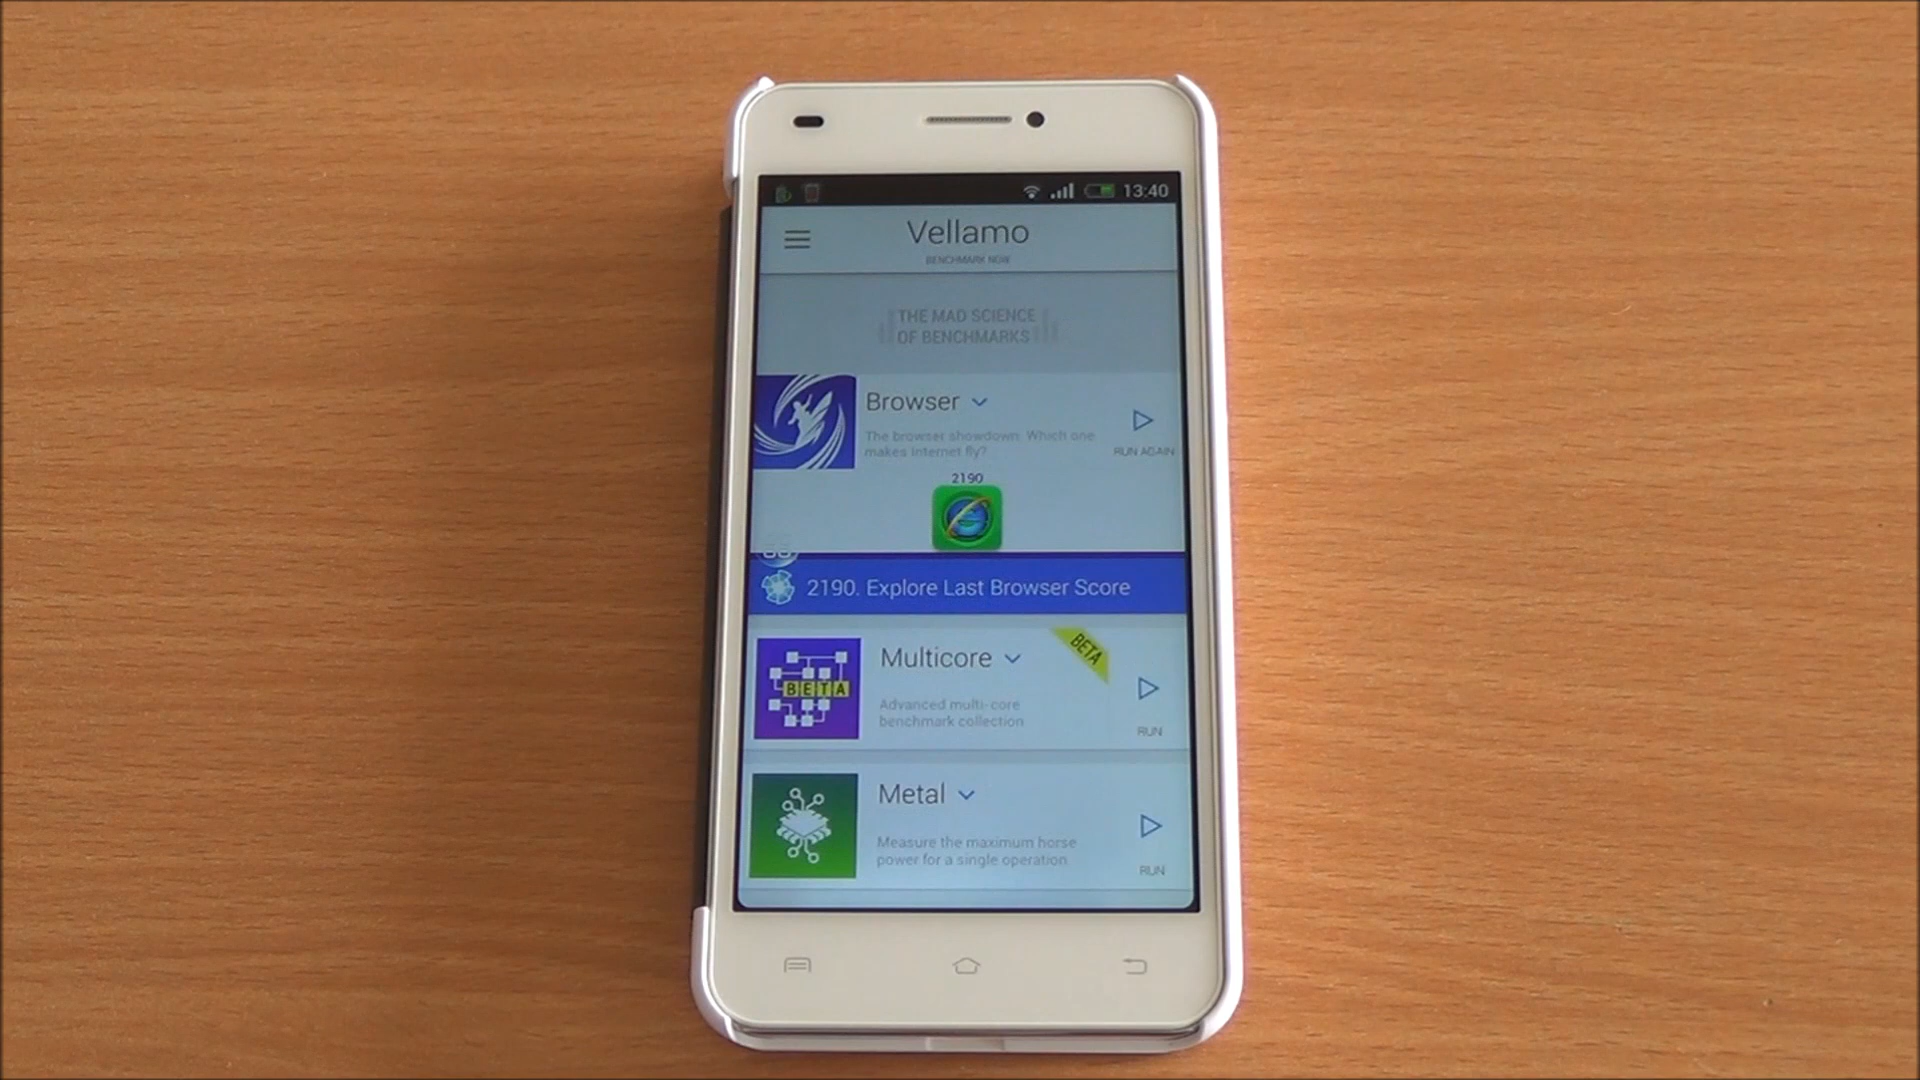 13:40
Vellamo
BENCHMARK NOW
THE MAD SCIENCE
OF BENCHMARKS
Browser
The browser showdown. Which one
makes Internet fly?
RUN AGAIN
2190
2190. Explore Last Browser Score
BETA
Multicore
BETA
Advanced multi-core
benchmark collection
RUN
Metal
Measure the maximum horse
power for a single operation
RUN